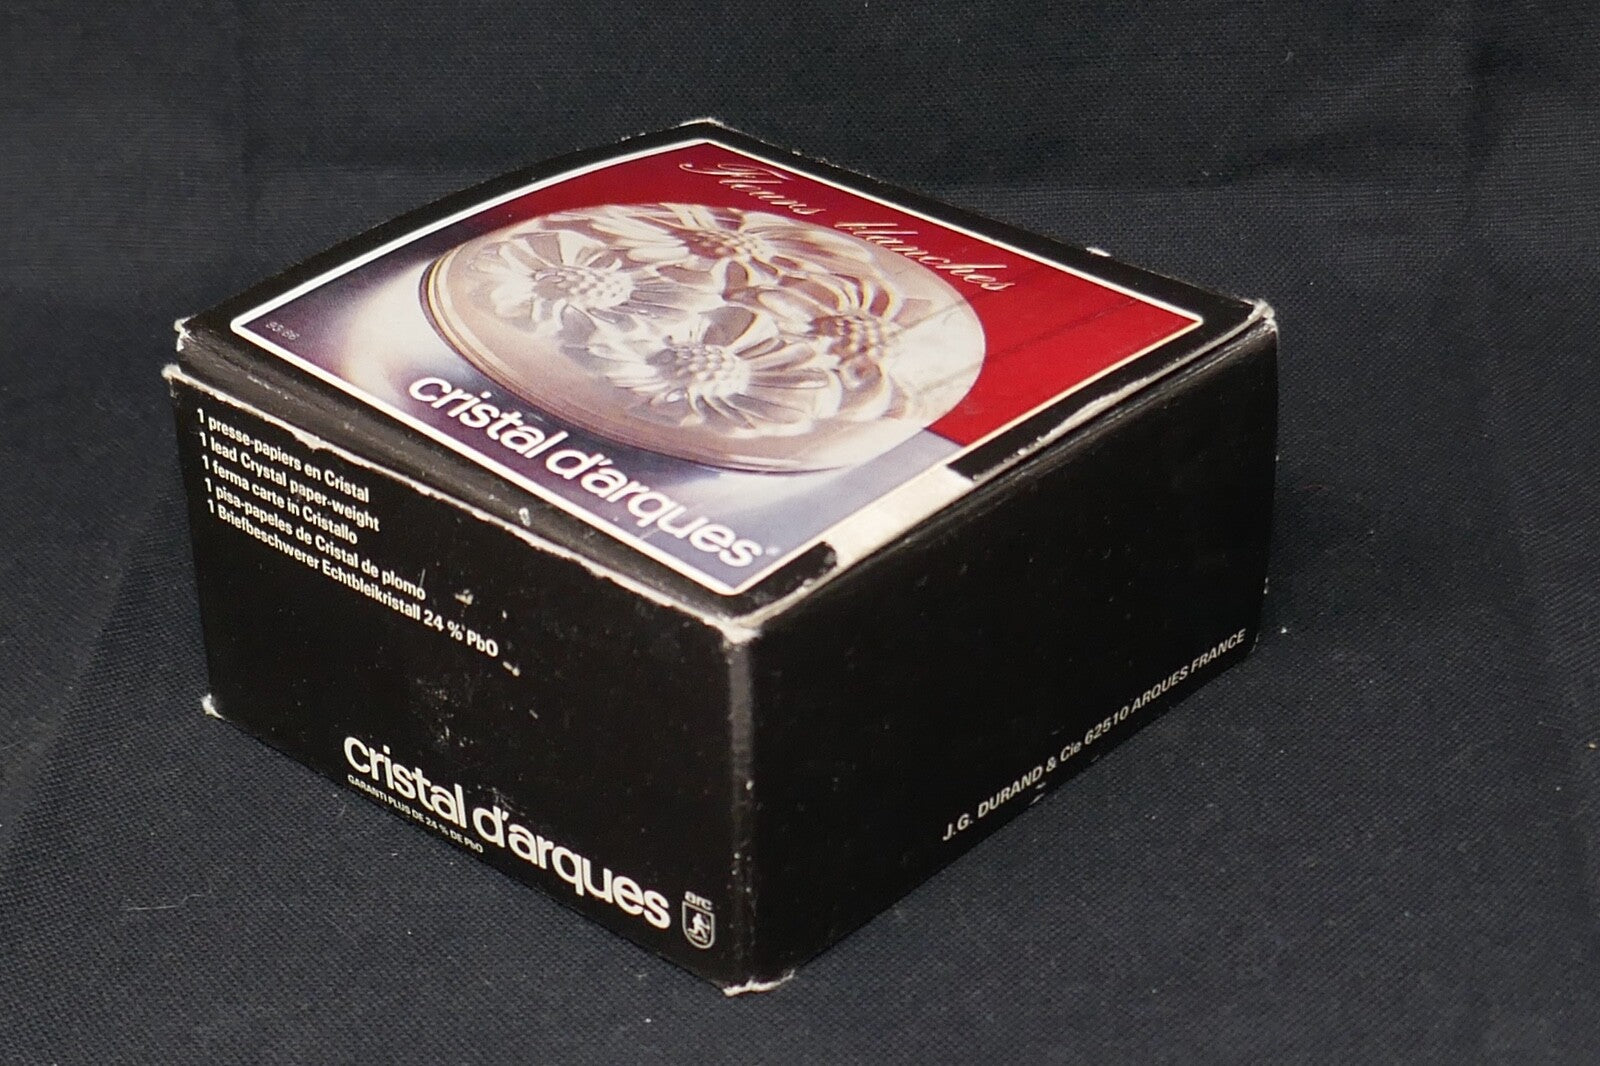 Fleurs blanches
cristal d'arques
1 presse-papiers en Cristal
1 lead Crystal paper-weight
1 ferma carte in Cristallo
1 pisa-papeles de Cristal de plomo
1 Briefbeschwerer Echtbleikristall 24 % PbO
cristal d'arques
GARANTI PLUS DE 24 % DE PbO
arc
J.G. DURAND & Cie 62510 ARQUES FRANCE